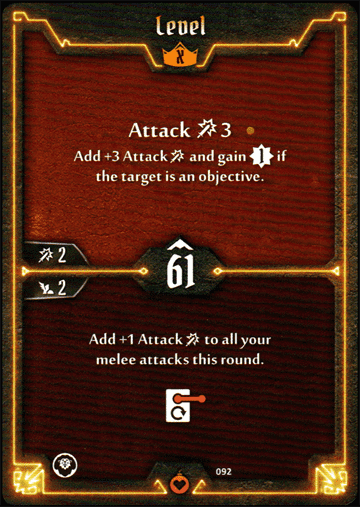 Level
X
Attack 3
Add +3 Attack and gain 1 if
the target is an objective.
2
61
2
Add +1 Attack to all your
melee attacks this round.
092